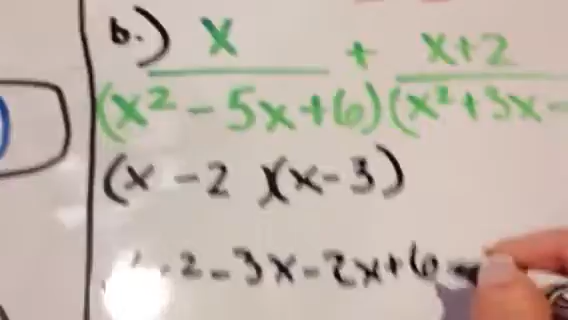 b.) x + x+2
(x² - 5x+6) (x²+3x-
(x - 2)(x-3)
²-3x-2x+6